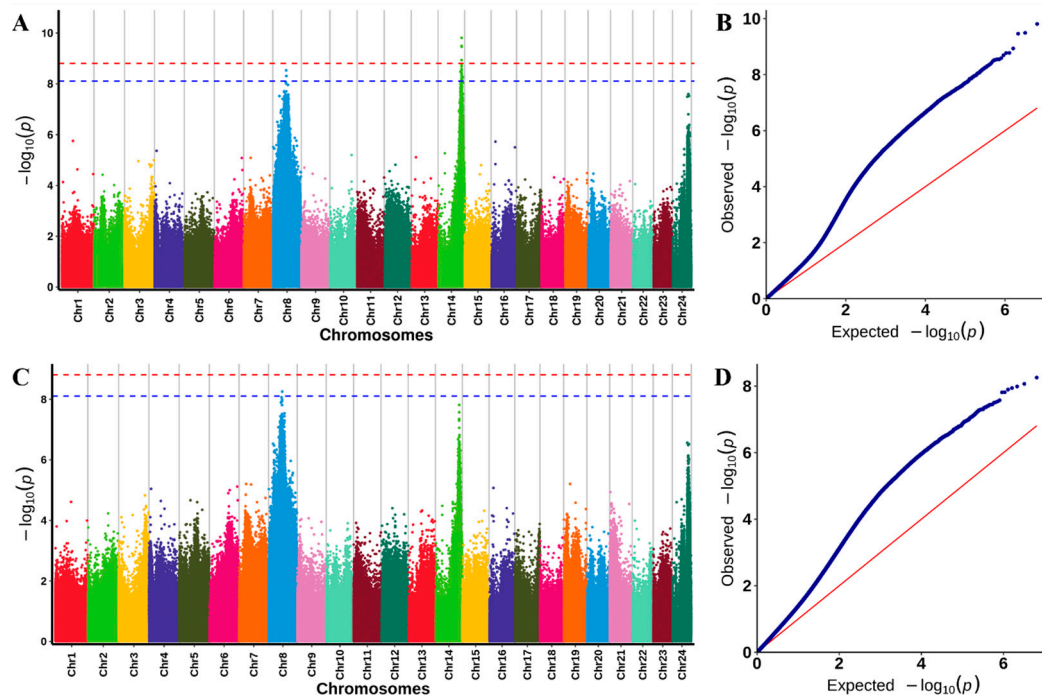 A
10
8
6
4
2
0
−log10(p)
Chr1
Chr2
Chr3
Chr4
Chr5
Chr6
Chr7
Chr8
Chr9
Chr10
Chr11
Chr12
Chr13
Chr14
Chr15
Chr16
Chr17
Chr18
Chr19
Chr20
Chr21
Chr22
Chr23
Chr24
Chromosomes
B
10
8
6
4
2
0
Observed −log10(p)
0 2 4 6
Expected −log10(p)
C
8
6
4
2
0
−log10(p)
Chr1
Chr2
Chr3
Chr4
Chr5
Chr6
Chr7
Chr8
Chr9
Chr10
Chr11
Chr12
Chr13
Chr14
Chr15
Chr16
Chr17
Chr18
Chr19
Chr20
Chr21
Chr22
Chr23
Chr24
Chromosomes
D
8
6
4
2
0
Observed −log10(p)
0 2 4 6
Expected −log10(p)